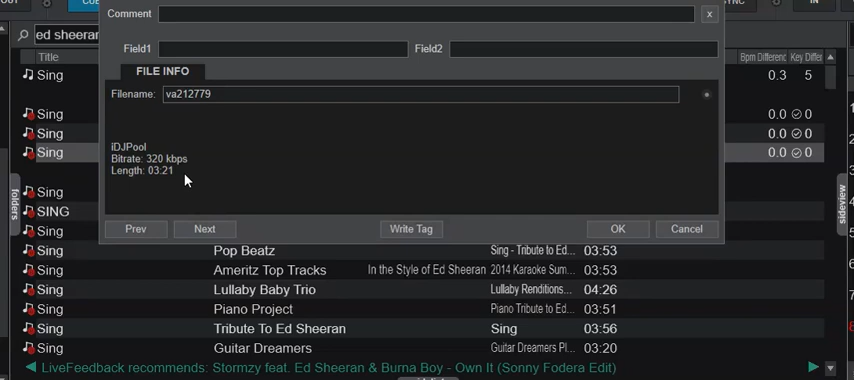 OUT CUE SYNC IN
Comment x
ed sheeran Field1 Field2
Title FILE INFO Bpm Differenc Key Differ
Sing 0.3 5
Filename: va212779
Sing 0.0 0
Sing 0.0 0
Sing 0.0 0
iDJPool
Bitrate: 320 kbps
Length: 03:21
folders
sideview
Sing
SING
Sing Prev Next Write Tag OK Cancel
Sing Pop Beatz Sing - Tribute to Ed... 03:53
Sing Ameritz Top Tracks In the Style of Ed Sheeran 2014 Karaoke Sum... 03:53
Sing Lullaby Baby Trio Lullaby Renditions... 04:26
Sing Piano Project Piano Tribute to Ed... 03:51
Sing Tribute To Ed Sheeran Sing 03:56
Sing Guitar Dreamers Guitar Dreamers Pl... 03:20
LiveFeedback recommends: Stormzy feat. Ed Sheeran & Burna Boy - Own It (Sonny Fodera Edit)